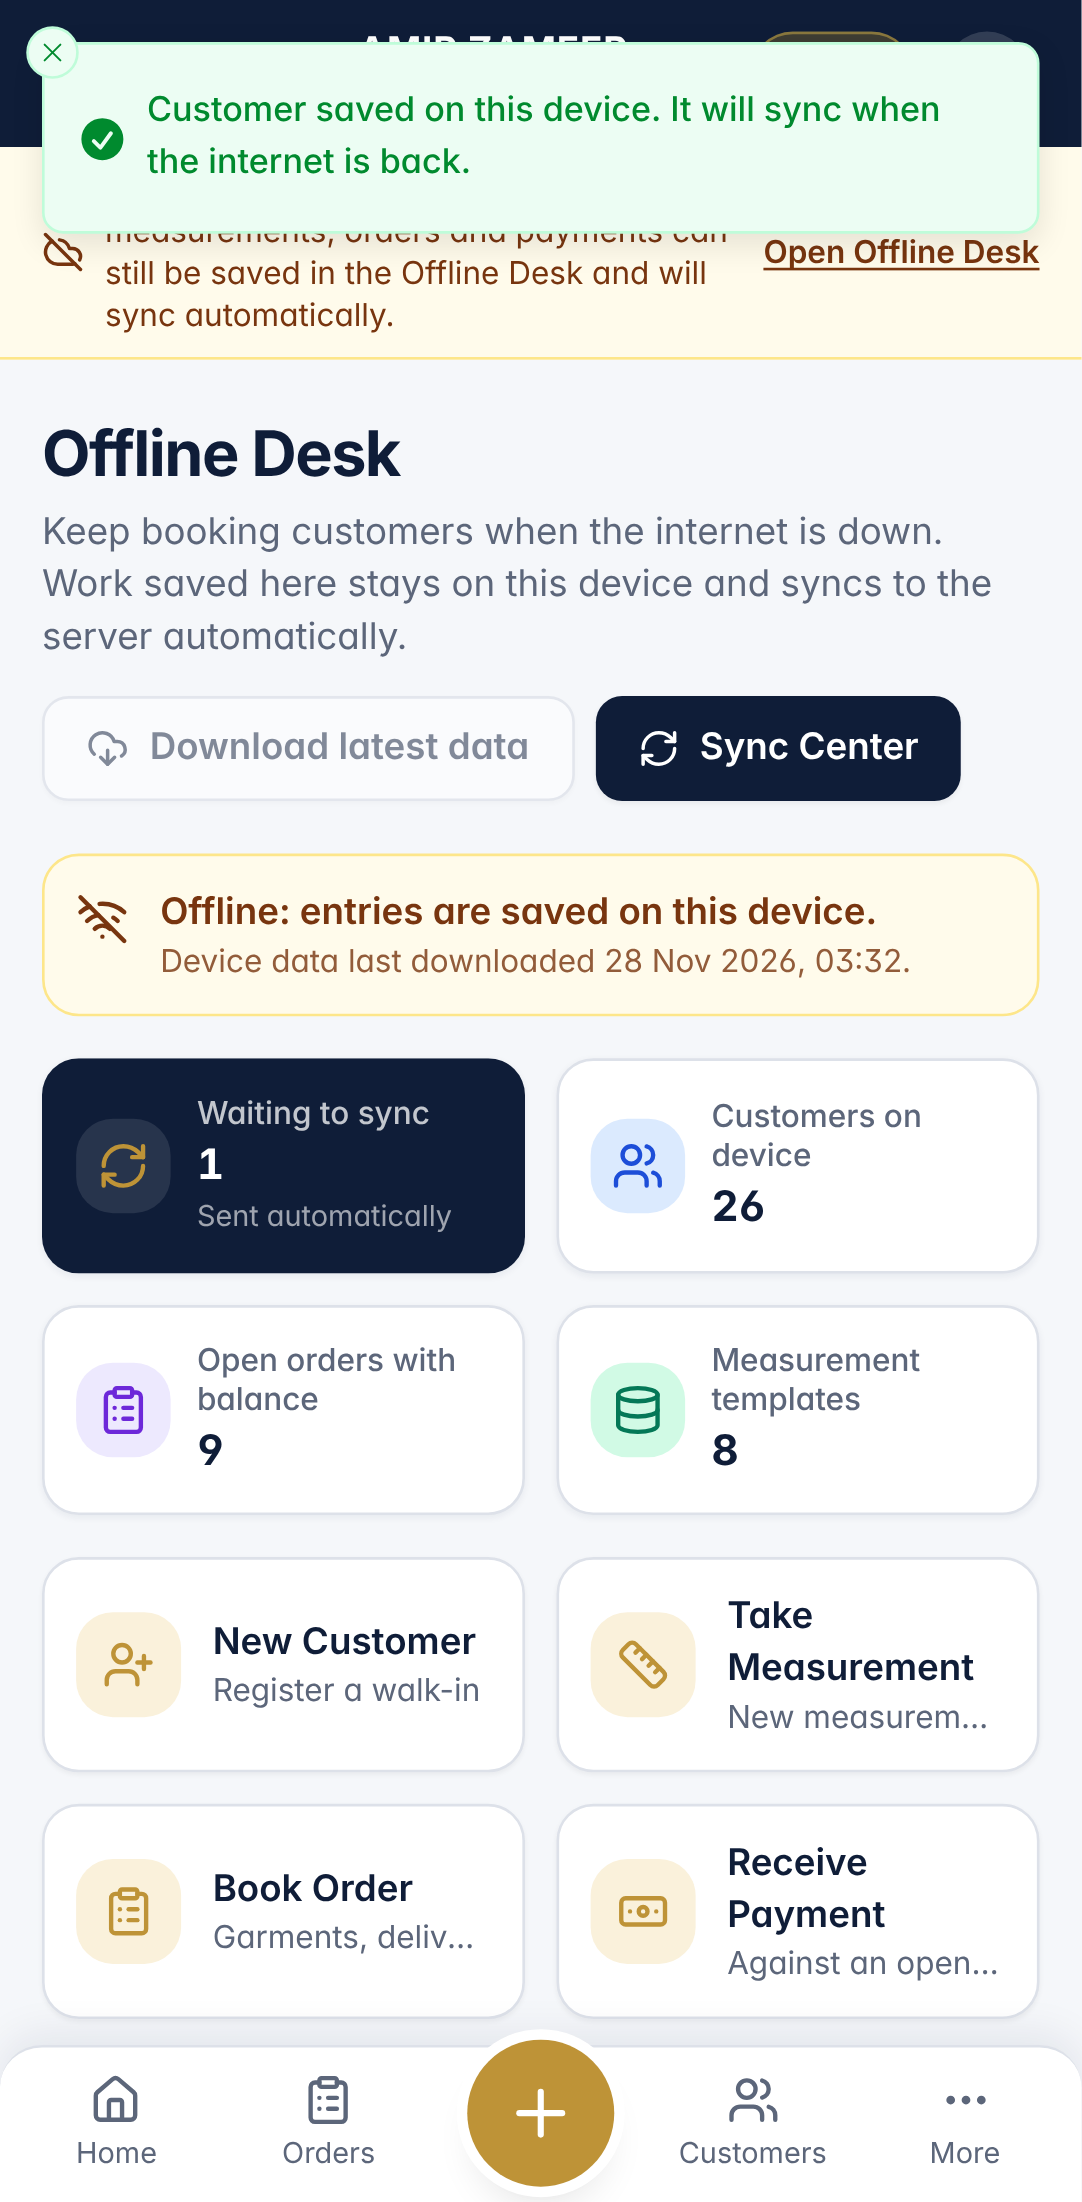 Customer saved on this device. It will sync when
the internet is back.
still be saved in the Offline Desk and will
sync automatically.
Open Offline Desk
Offline Desk
Keep booking customers when the internet is down.
Work saved here stays on this device and syncs to the
server automatically.
Download latest data
Sync Center
Offline: entries are saved on this device.
Device data last downloaded 28 Nov 2026, 03:32.
Waiting to sync
1
Sent automatically
Customers on
device
26
Open orders with
balance
9
Measurement
templates
8
New Customer
Register a walk-in
Take
Measurement
New measurem...
Book Order
Garments, deliv...
Receive
Payment
Against an open...
Home
Orders
Customers
More